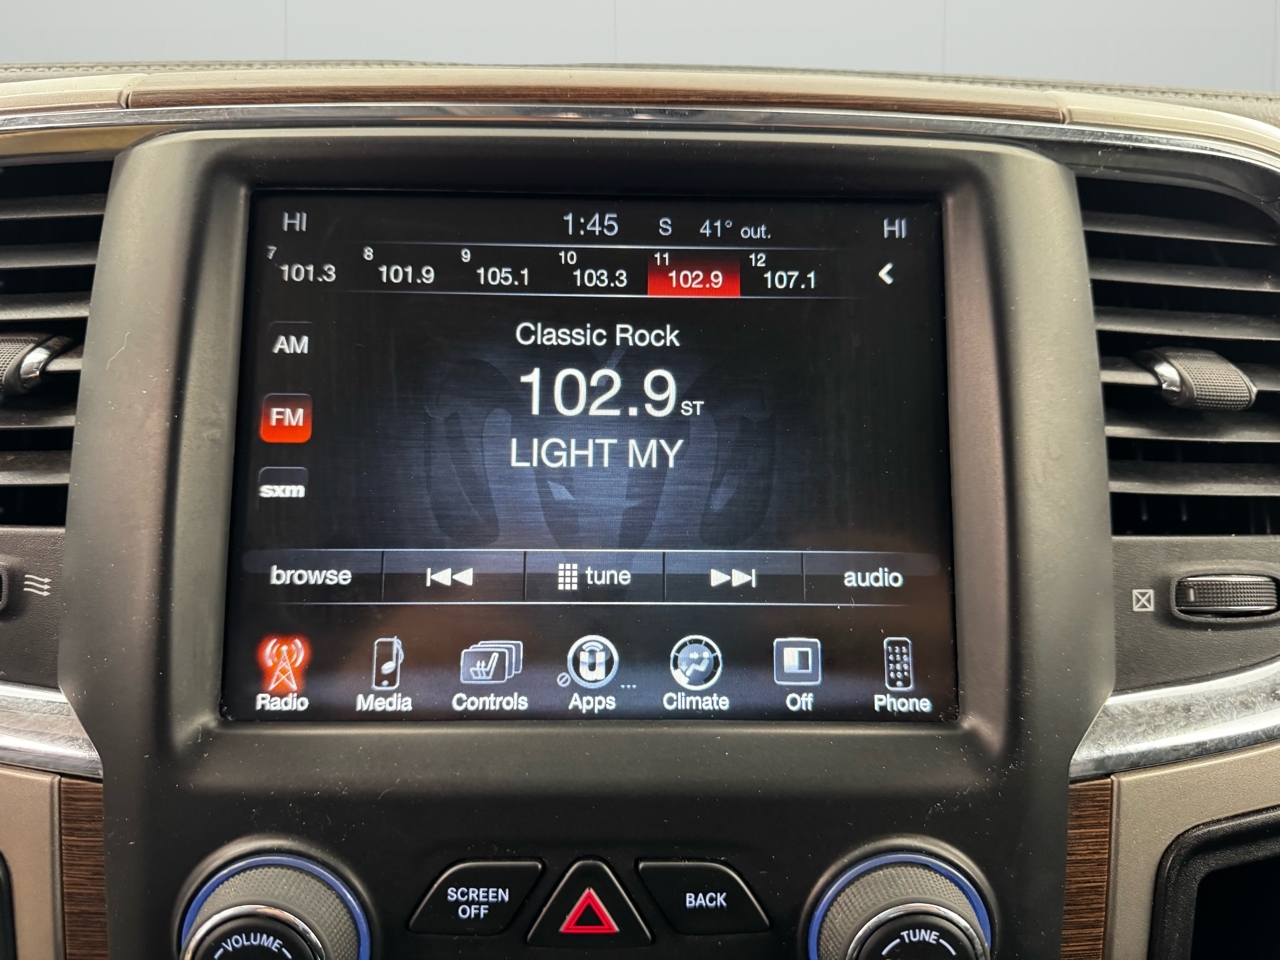 HI 1:45 S 41° out. HI
7 101.3 8 101.9 9 105.1 10 103.3 11 102.9 12 107.1
Classic Rock
AM
102.9 ST
FM
LIGHT MY
sxm
browse tune audio
Radio Media Controls Apps ... Climate Off Phone
SCREEN OFF
BACK
VOLUME
TUNE